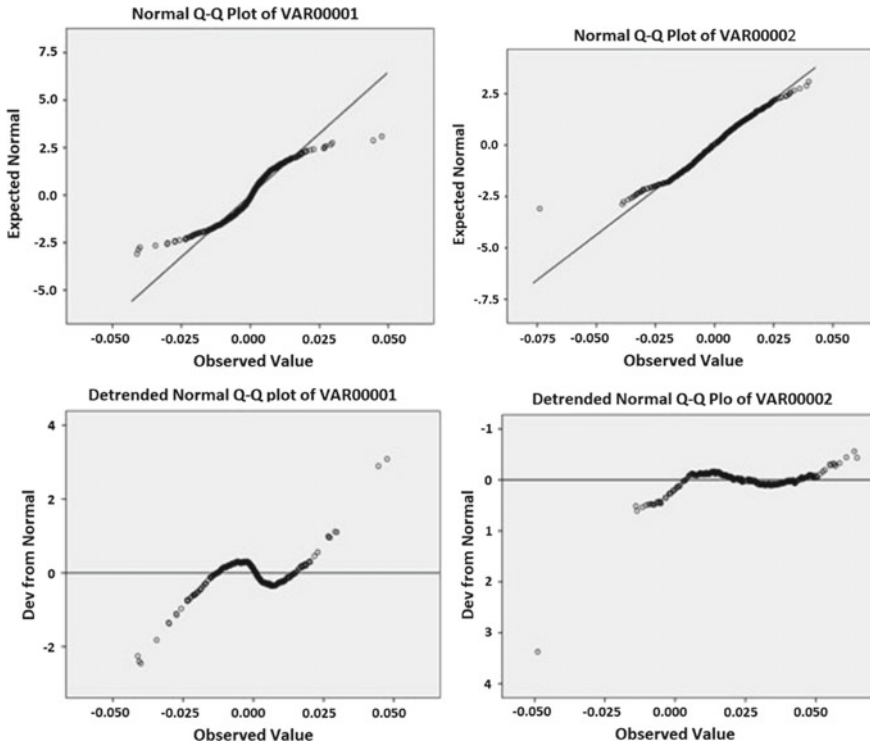 Normal Q-Q Plot of VAR00001
7.5
5.0
2.5
0.0
-2.5
5.0
Expected Normal
-0.050 -0.025 0.000 0.025 0.050
Observed Value
Normal Q-Q Plot of VAR00002
2.5
0.0
-2.5
-5.0
-.7.5
Expected Normal
-0.075 -0.050 -0.025 0.000 0.025 0.050
Observed Value
Detrended Normal Q-Q plot of VAR00001
4
2
0
-2
Dev from Normal
-0.050 -0.025 0.000 0.025 0.050
Observed Value
Detrended Normal Q-Q Plo of VAR00002
-1
0
1
2
3
4
Dev from Normal
-0.050 -0.025 0.000 0.025 0.050
Observed Value